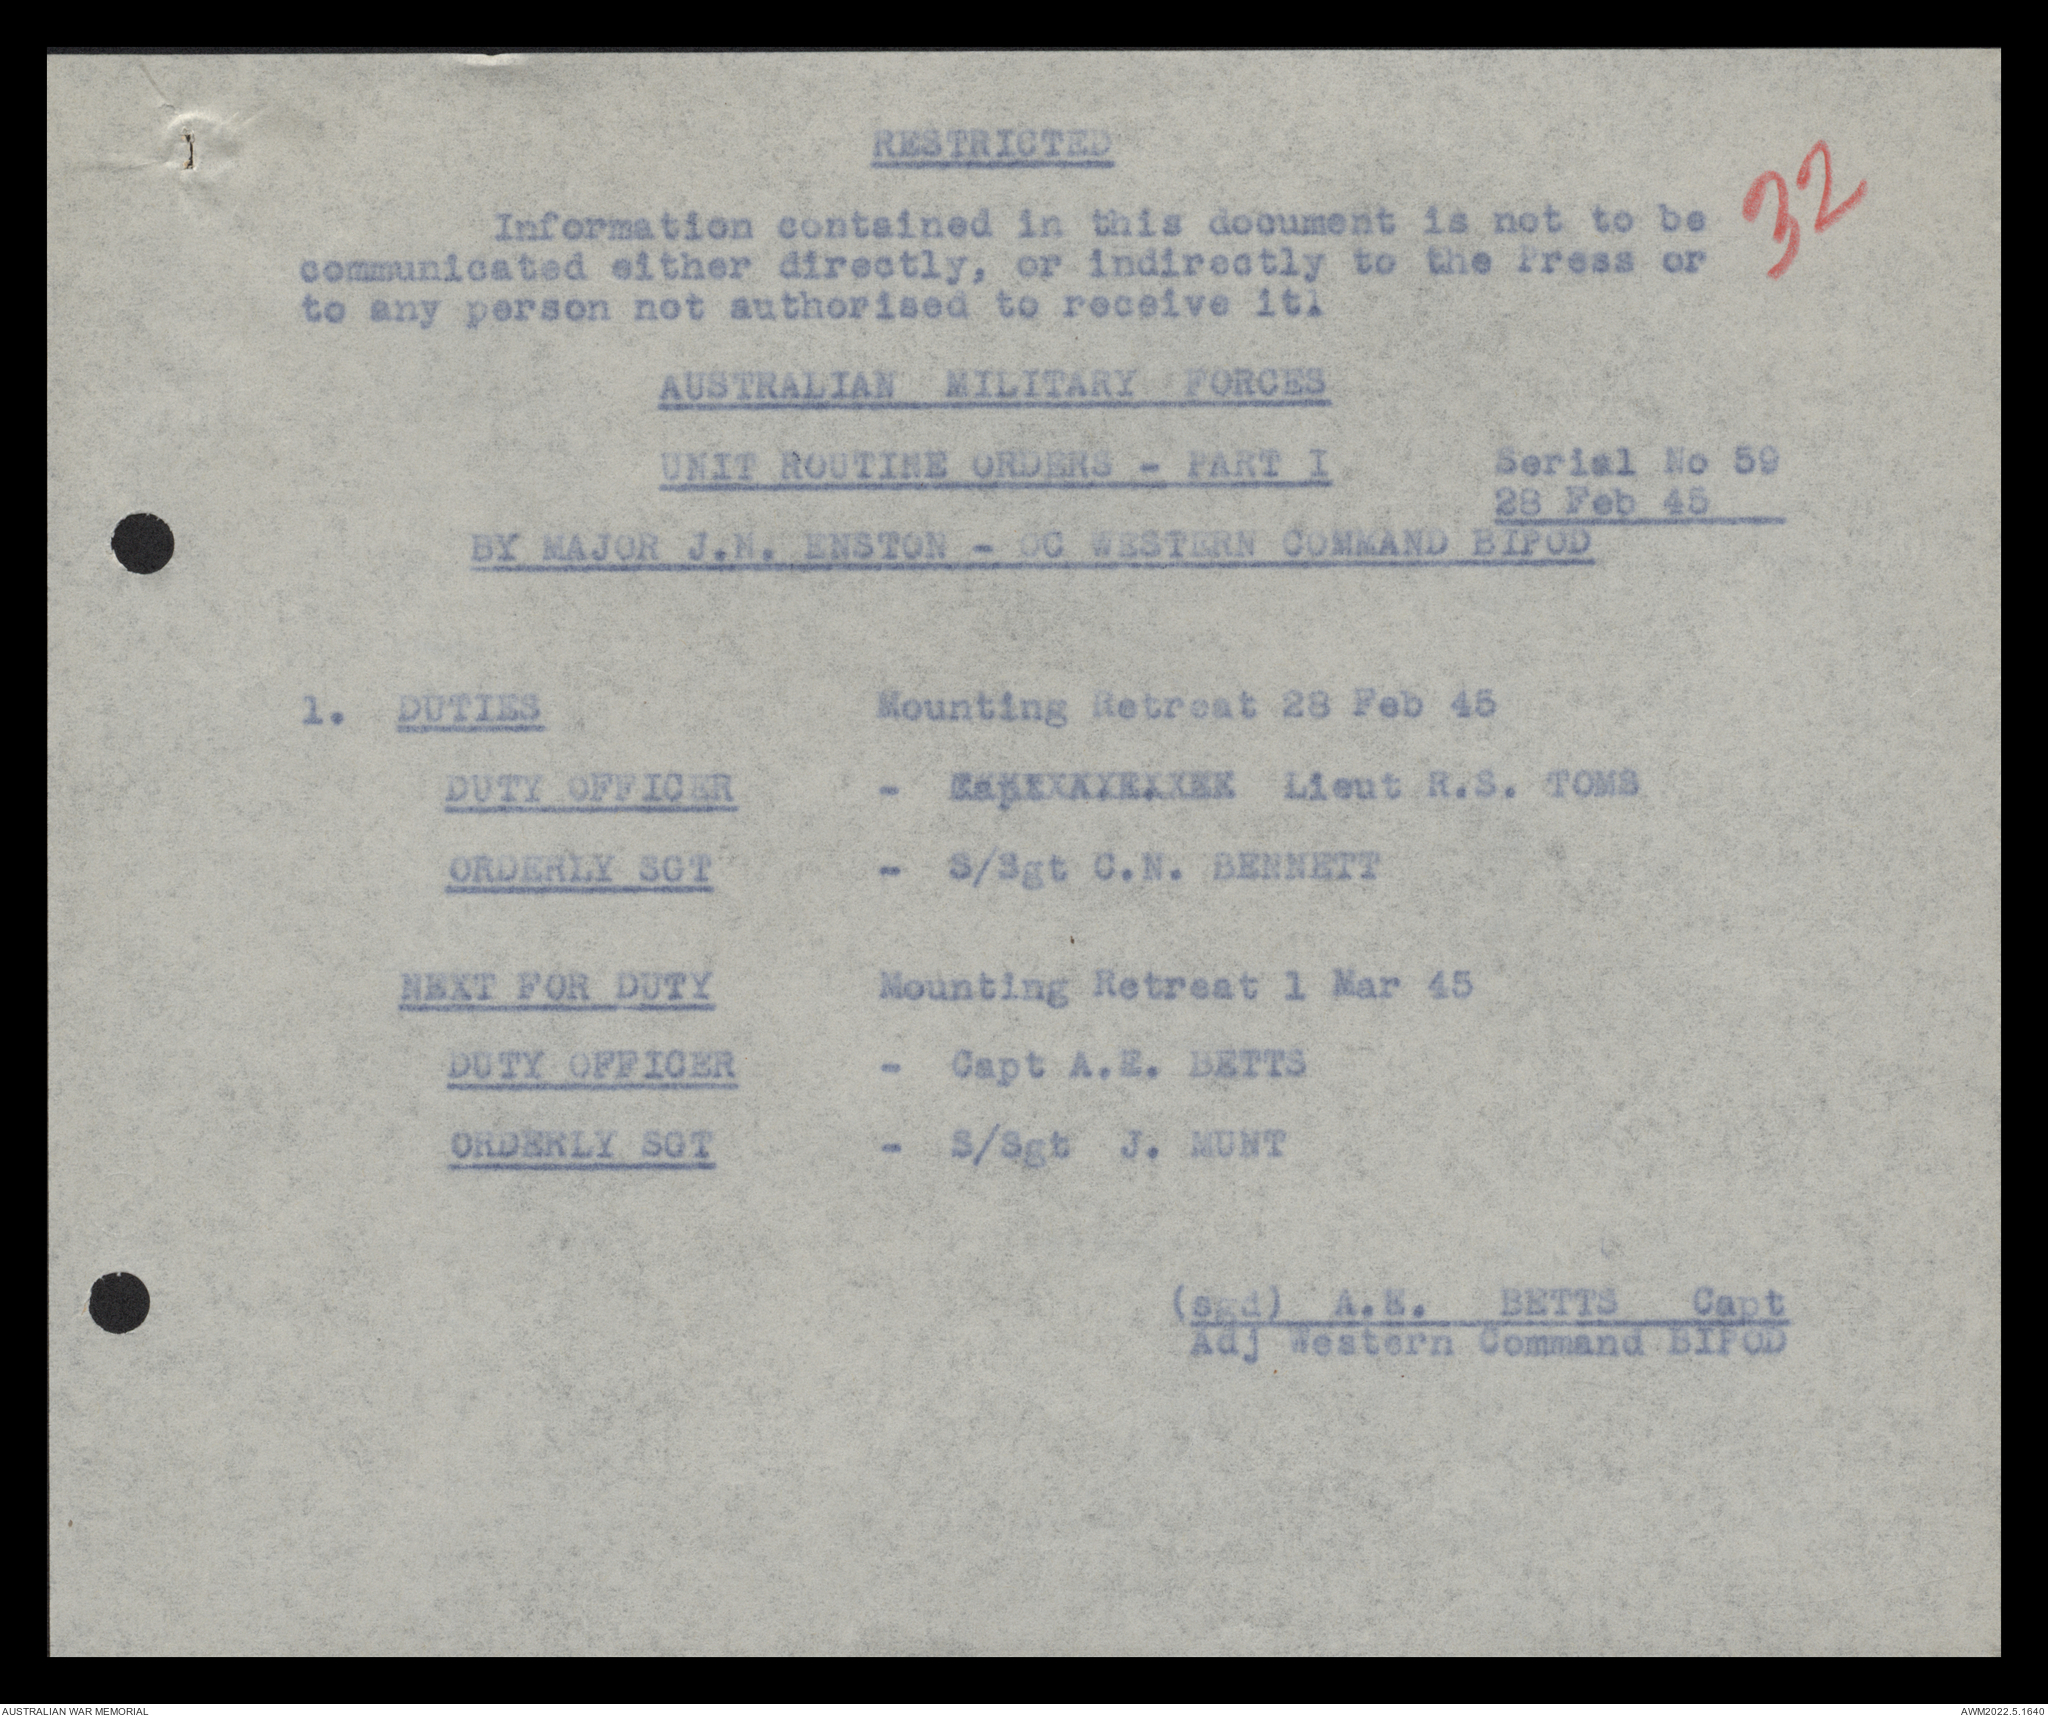 RESTRICTED
32
Information contained in this document is not to be
communicated either directly, or indirectly to the Press or
to any person not authorised to receive it.
AUSTRALIAN MILITARY FORCES
UNIT ROUTINE ORDERS - PART I
Serial No 59
28 Feb 45
BY MAJOR J.N. ENSTON - OC WESTERN COMMAND BIPOD
1. DUTIES Mounting Retreat 28 Feb 45
DUTY OFFICER - Lieut R.S. TOMS
ORDERLY SGT - S/Sgt C.N. BENNETT
NEXT FOR DUTY Mounting Retreat 1 Mar 45
DUTY OFFICER - Capt A.E. BETTS
ORDERLY SGT - S/Sgt J. MUNT
(sgd) A.E. BETTS Capt
Adj Western Command BIPOD
AUSTRALIAN WAR MEMORIAL
AWM2022.5.1640